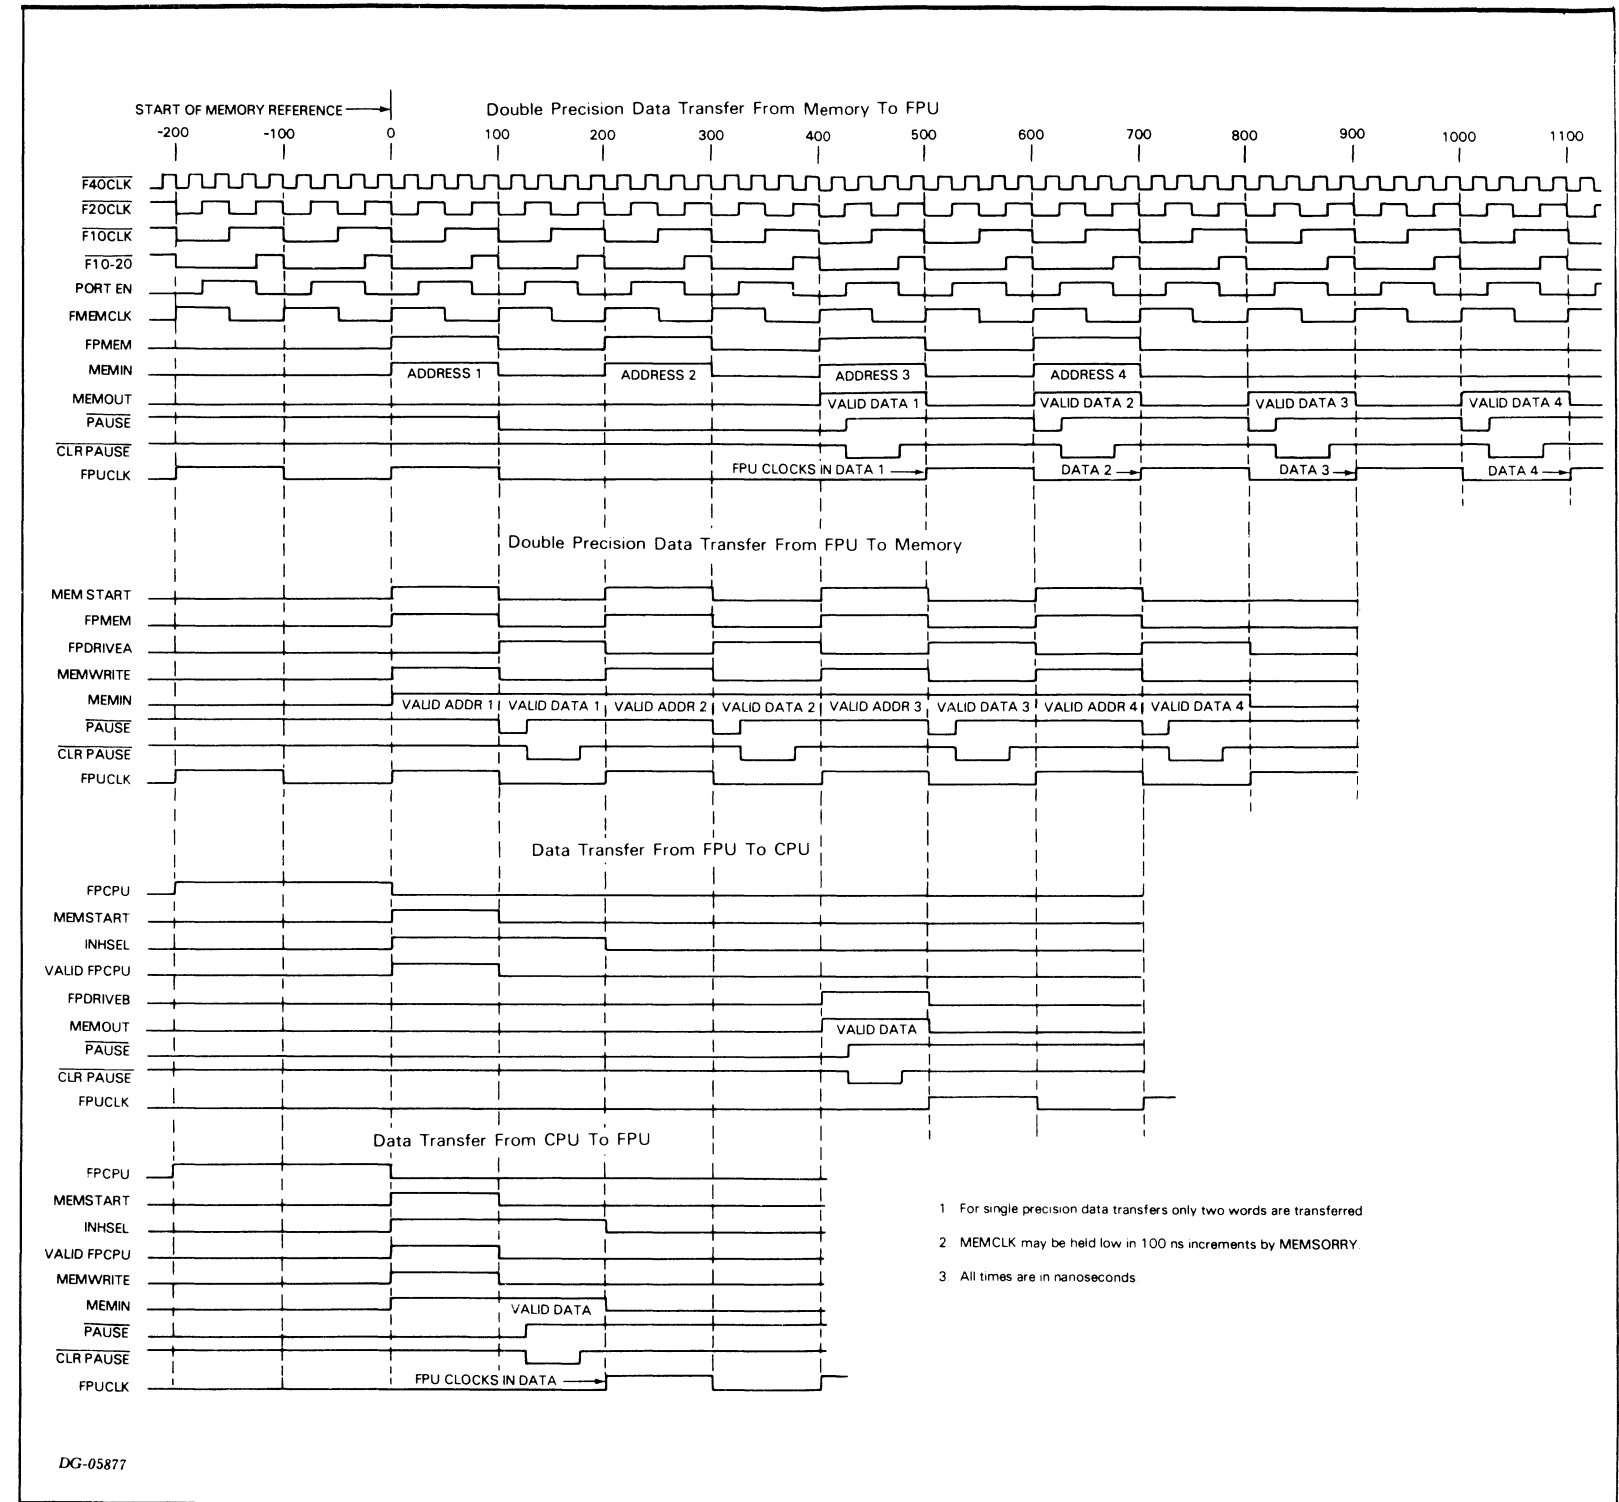 START OF MEMORY REFERENCE
Double Precision Data Transfer From Memory To FPU
-200 -100 0 100 200 300 400 500 600 700 800 900 1000 1100
F40CLK
F20CLK
F10CLK
F10-20
PORT EN
FMEMCLK
FPMEM
MEMIN ADDRESS 1 ADDRESS 2 ADDRESS 3 ADDRESS 4
MEMOUT VALID DATA 1 VALID DATA 2 VALID DATA 3 VALID DATA 4
PAUSE
CLR PAUSE
FPUCLK FPU CLOCKS IN DATA 1 DATA 2 DATA 3 DATA 4
Double Precision Data Transfer From FPU To Memory
MEM START
FPMEM
FPDRIVEA
MEMWRITE
MEMIN VALID ADDR 1 VALID DATA 1 VALID ADDR 2 VALID DATA 2 VALID ADDR 3 VALID DATA 3 VALID ADDR 4 VALID DATA 4
PAUSE
CLR PAUSE
FPUCLK
Data Transfer From FPU To CPU
FPCPU
MEMSTART
INHSEL
VALID FPCPU
FPDRIVEB
MEMOUT VALID DATA
PAUSE
CLR PAUSE
FPUCLK
Data Transfer From CPU To FPU
FPCPU
MEMSTART
INHSEL
VALID FPCPU
MEMWRITE
MEMIN VALID DATA
PAUSE
CLR PAUSE
FPUCLK FPU CLOCKS IN DATA
1 For single precision data transfers only two words are transferred
2. MEMCLK may be held low in 100 ns increments by MEMSORRY.
3. All times are in nanoseconds.
DG-05877